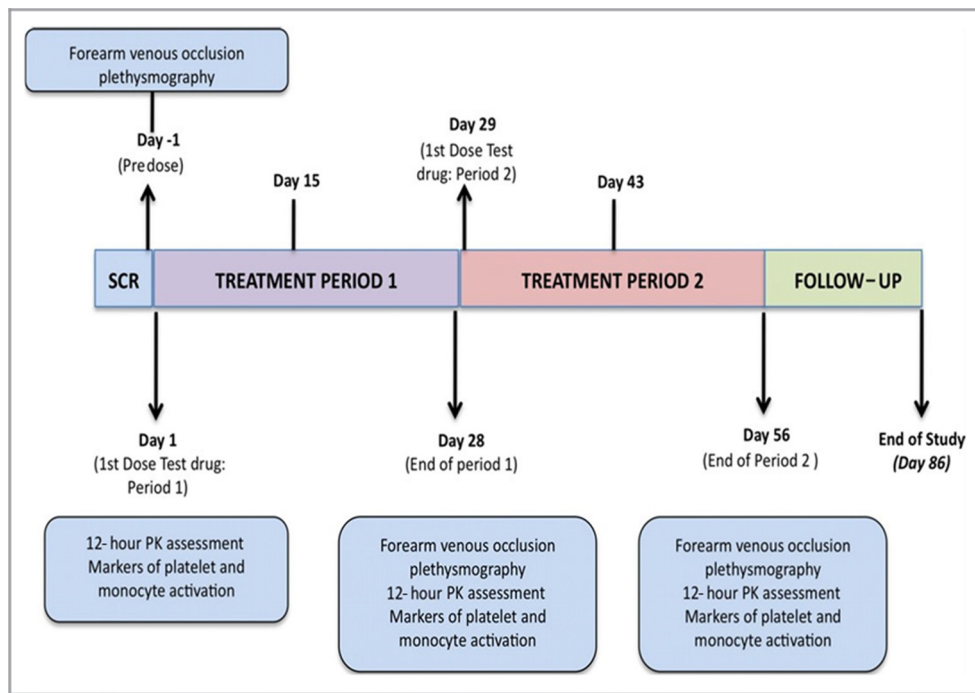 Forearm venous occlusion
plethysmography
Day -1
(Predose)
Day 15
Day 29
(1st Dose Test
drug: Period 2)
Day 43
SCR
TREATMENT PERIOD 1
TREATMENT PERIOD 2
FOLLOW-UP
Day 1
(1st Dose Test drug:
Period 1)
Day 28
(End of period 1)
Day 56
(End of Period 2 )
End of Study
(Day 86)
12- hour PK assessment
Markers of platelet and
monocyte activation
Forearm venous occlusion
plethysmography
12- hour PK assessment
Markers of platelet and
monocyte activation
Forearm venous occlusion
plethysmography
12- hour PK assessment
Markers of platelet and
monocyte activation